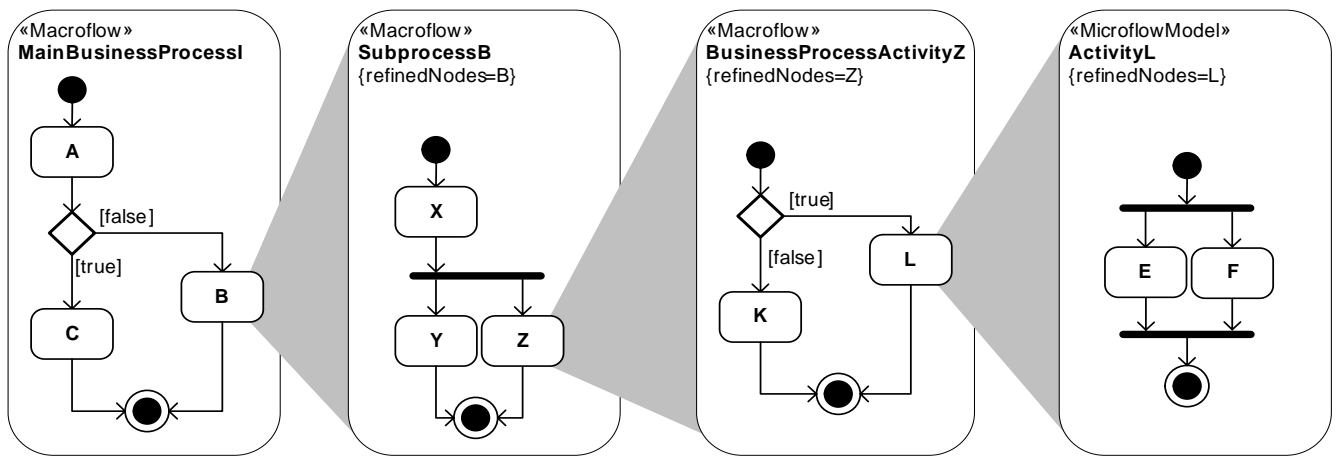 «Macroflow»
MainBusinessProcessI
A
[false]
[true]
B
C
«Macroflow»
SubprocessB
{refinedNodes=B}
X
Y
Z
«Macroflow»
BusinessProcessActivityZ
{refinedNodes=Z}
[true]
L
[false]
K
«MicroflowModel»
ActivityL
{refinedNodes=L}
E
F